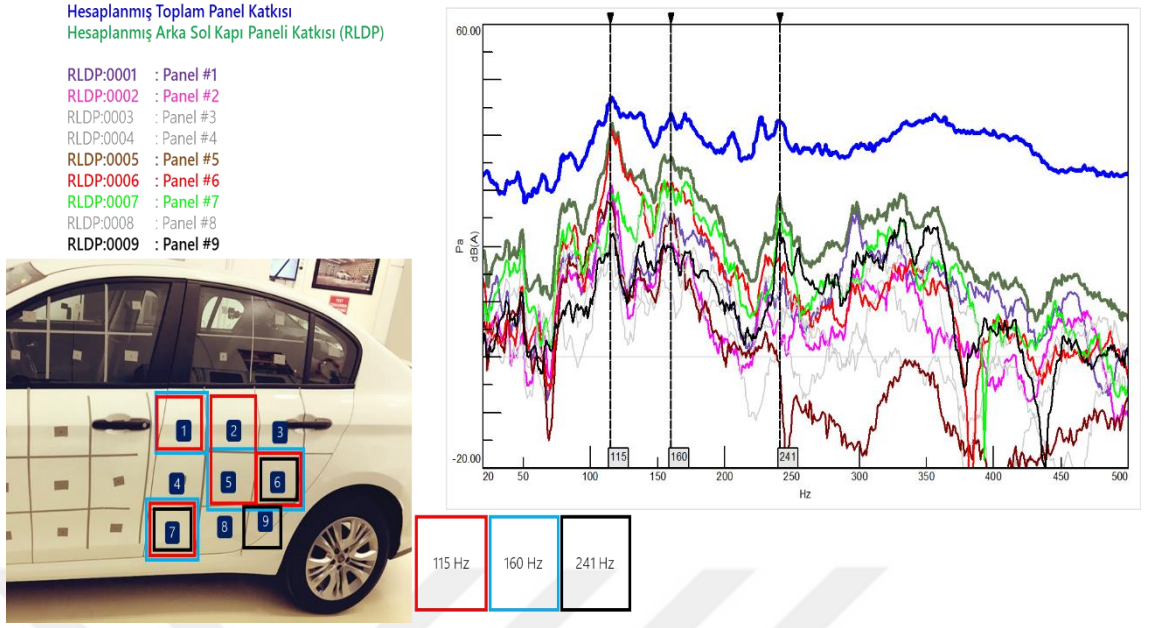 Hesaplanmış Toplam Panel Katkısı
Hesaplanmış Arka Sol Kapı Paneli Katkısı (RLDP)
RLDP:0001 : Panel #1
RLDP:0002 : Panel #2
RLDP:0003 : Panel #3
RLDP:0004 : Panel #4
RLDP:0005 : Panel #5
RLDP:0006 : Panel #6
RLDP:0007 : Panel #7
RLDP:0008 : Panel #8
RLDP:0009 : Panel #9
60.00
Pa
dB(A)
-20.00
115 160 241
20 50 100 150 200 250 300 350 400 450 500
Hz
1 2 3
4 5 6
7 8 9
115 Hz 160 Hz 241 Hz